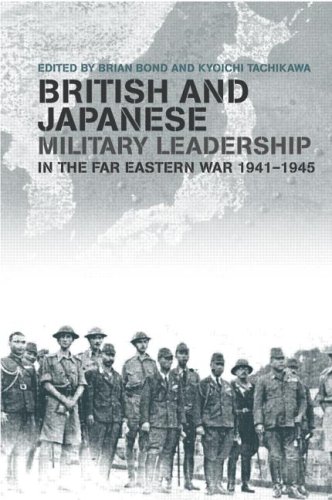 EDITED BY BRIAN BOND AND KYOICHI TACHIKAWA
BRITISH AND
JAPANESE
MILITARY LEADERSHIP
IN THE FAR EASTERN WAR 1941–1945